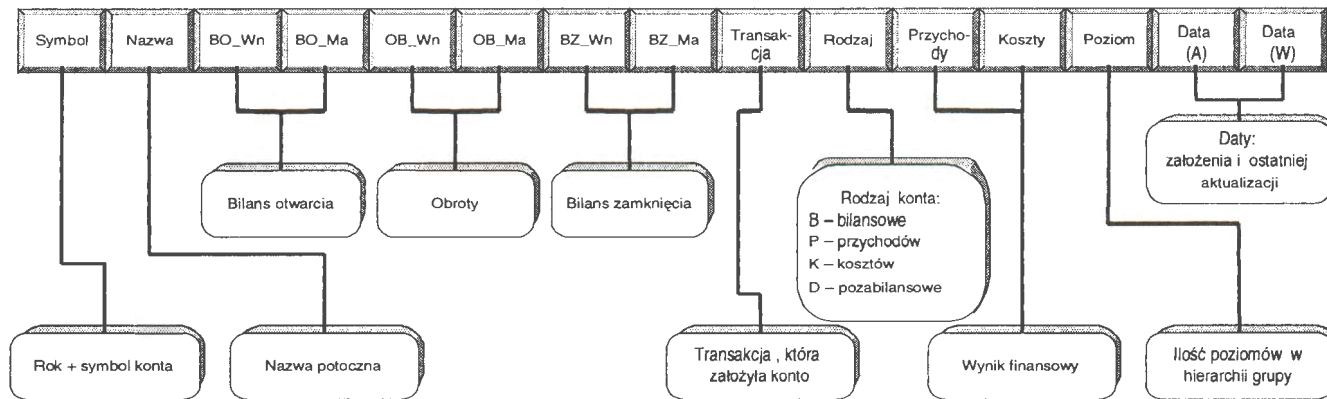 Symbol
Nazwa
BO_Wn
BO_Ma
OB_Wn
OB_Ma
BZ_Wn
BZ_Ma
Transak-
cja
Rodzaj
Przycho-
dy
Koszty
Poziom
Data
(A)
Data
(W)
Bilans otwarcia
Obroty
Bilans zamknięcia
Rodzaj konta:
B – bilansowe
P – przychodów
K – kosztów
D – pozabilansowe
Daty:
założenia i ostatniej
aktualizacji
Rok + symbol konta
Nazwa potoczna
Transakcja , która
założyła konto
Wynik finansowy
Ilość poziomów w
hierarchii grupy